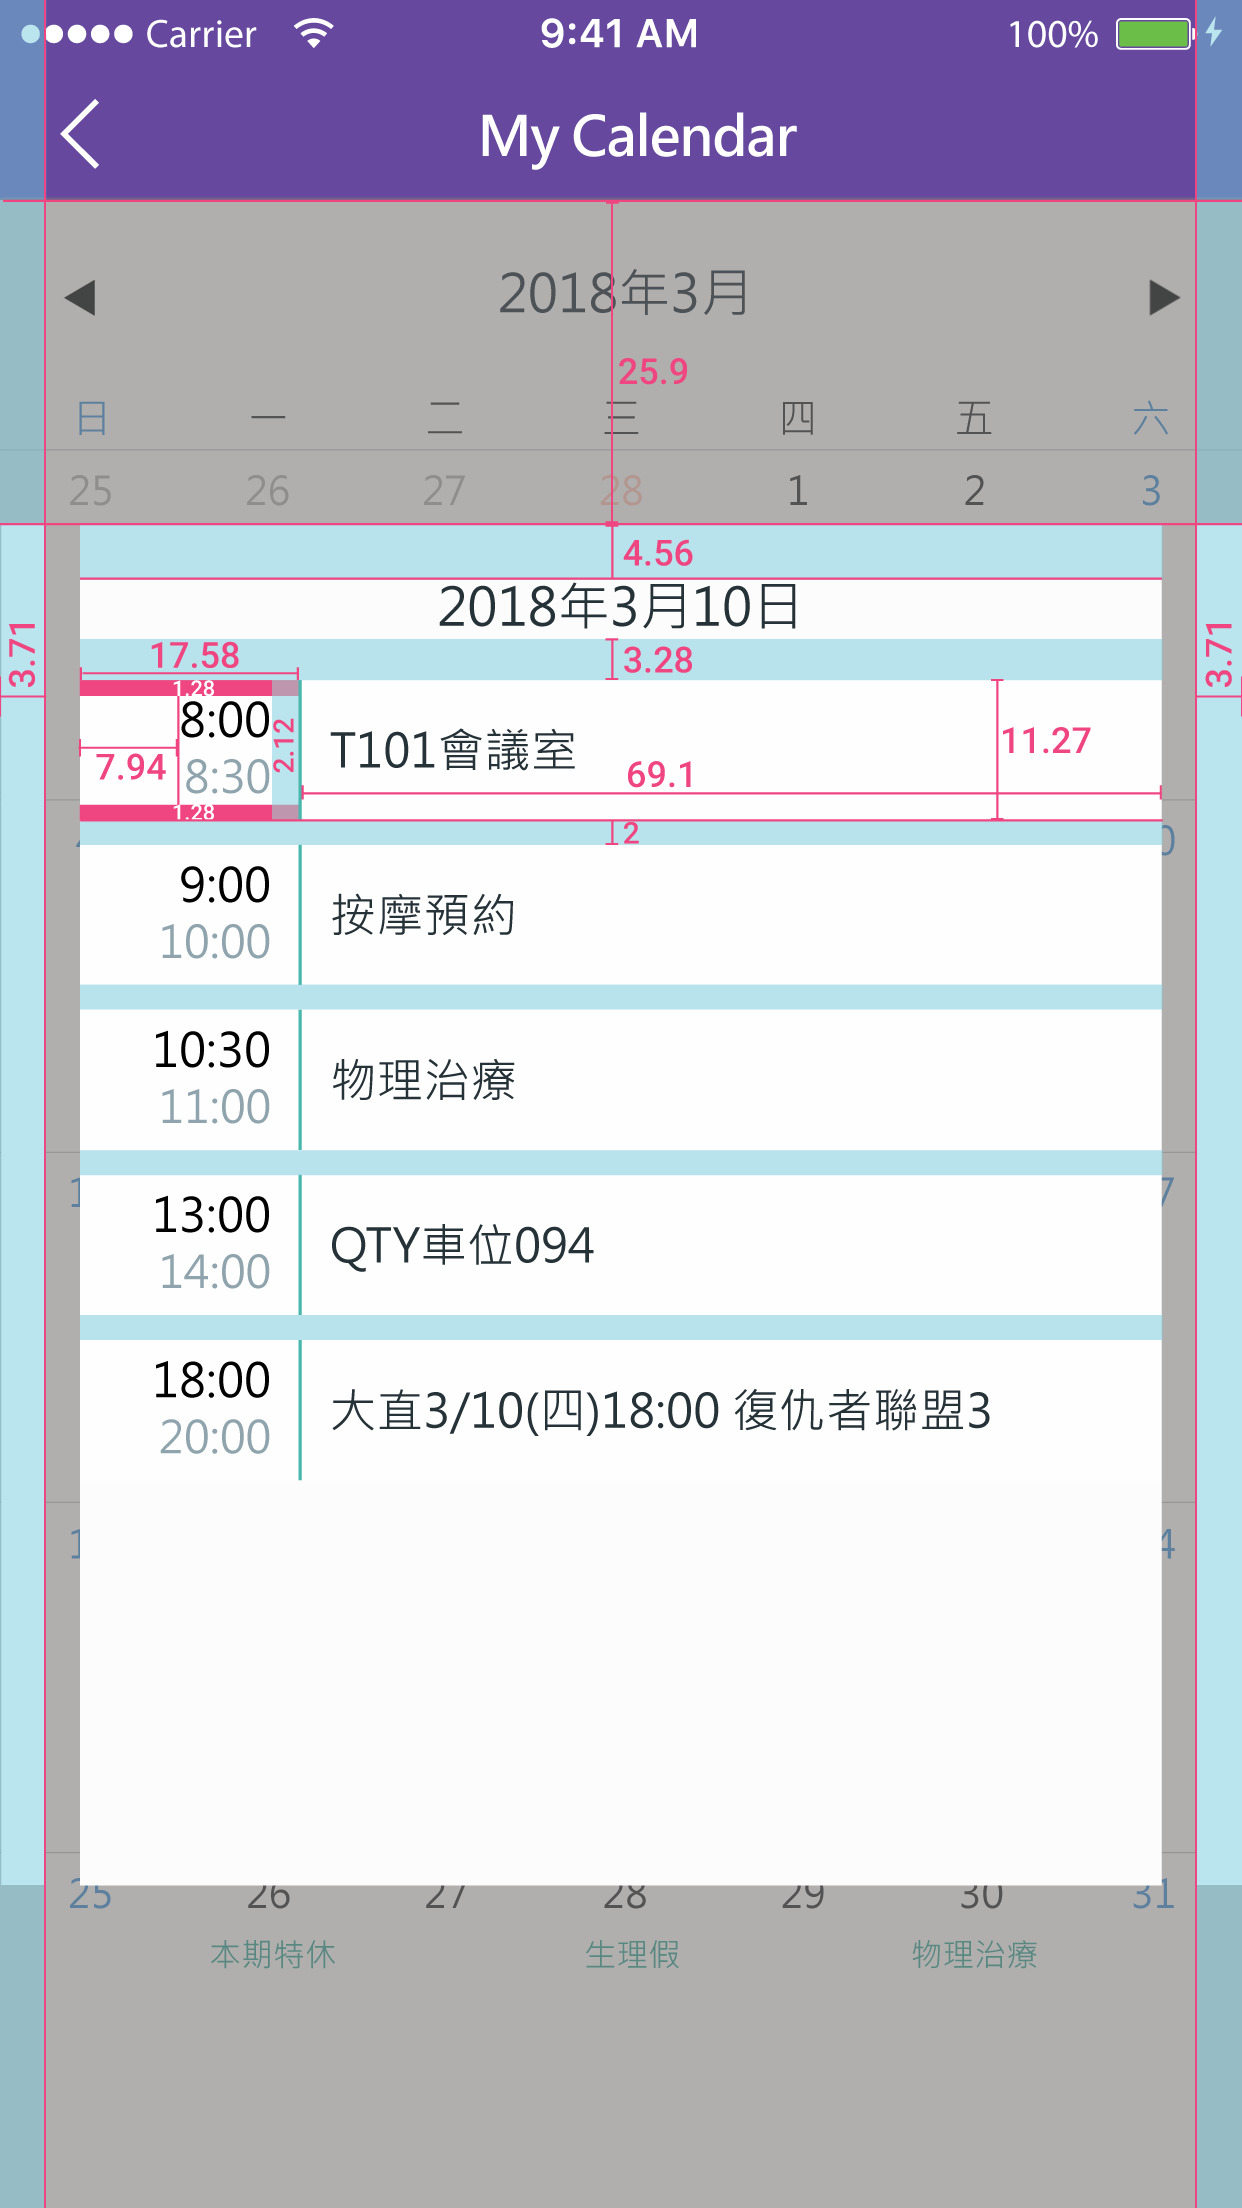 Carrier 9:41 AM 100%
My Calendar
2018年3月
25.9
日 一 二 三 四 五 六
25 26 27 28 1 2 3
4.56
2018年3月10日
3.71
3.71
17.58
3.28
1.28
8:00
8:30
7.94
2.12
T101會議室
69.1
11.27
1.28
2
9:00
10:00
按摩預約
10:30
11:00
物理治療
13:00
14:00
QTY車位094
18:00
20:00
大直3/10(四)18:00 復仇者聯盟3
25 26 27 28 29 30 31
本期特休 生理假 物理治療